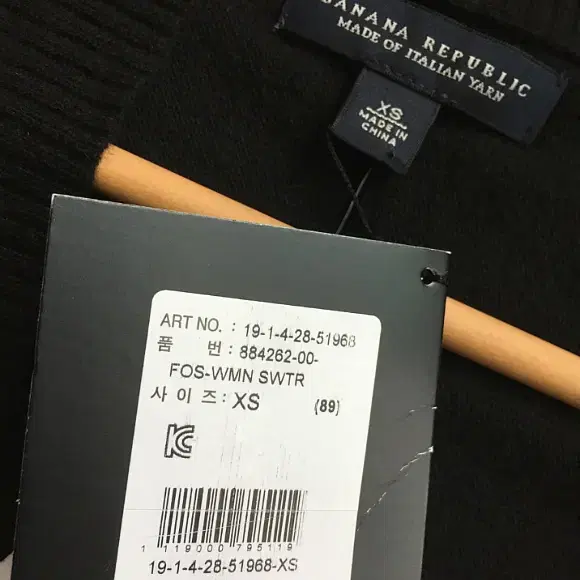 BANANA REPUBLIC
MADE OF ITALIAN YARN
XS
MADE IN
CHINA
ART NO. : 19-1-4-28-51968
품 번 : 884262-00-
FOS-WMN SWTR
사 이 즈 : XS (89)
1 119000 795119
19-1-4-28-51968-XS